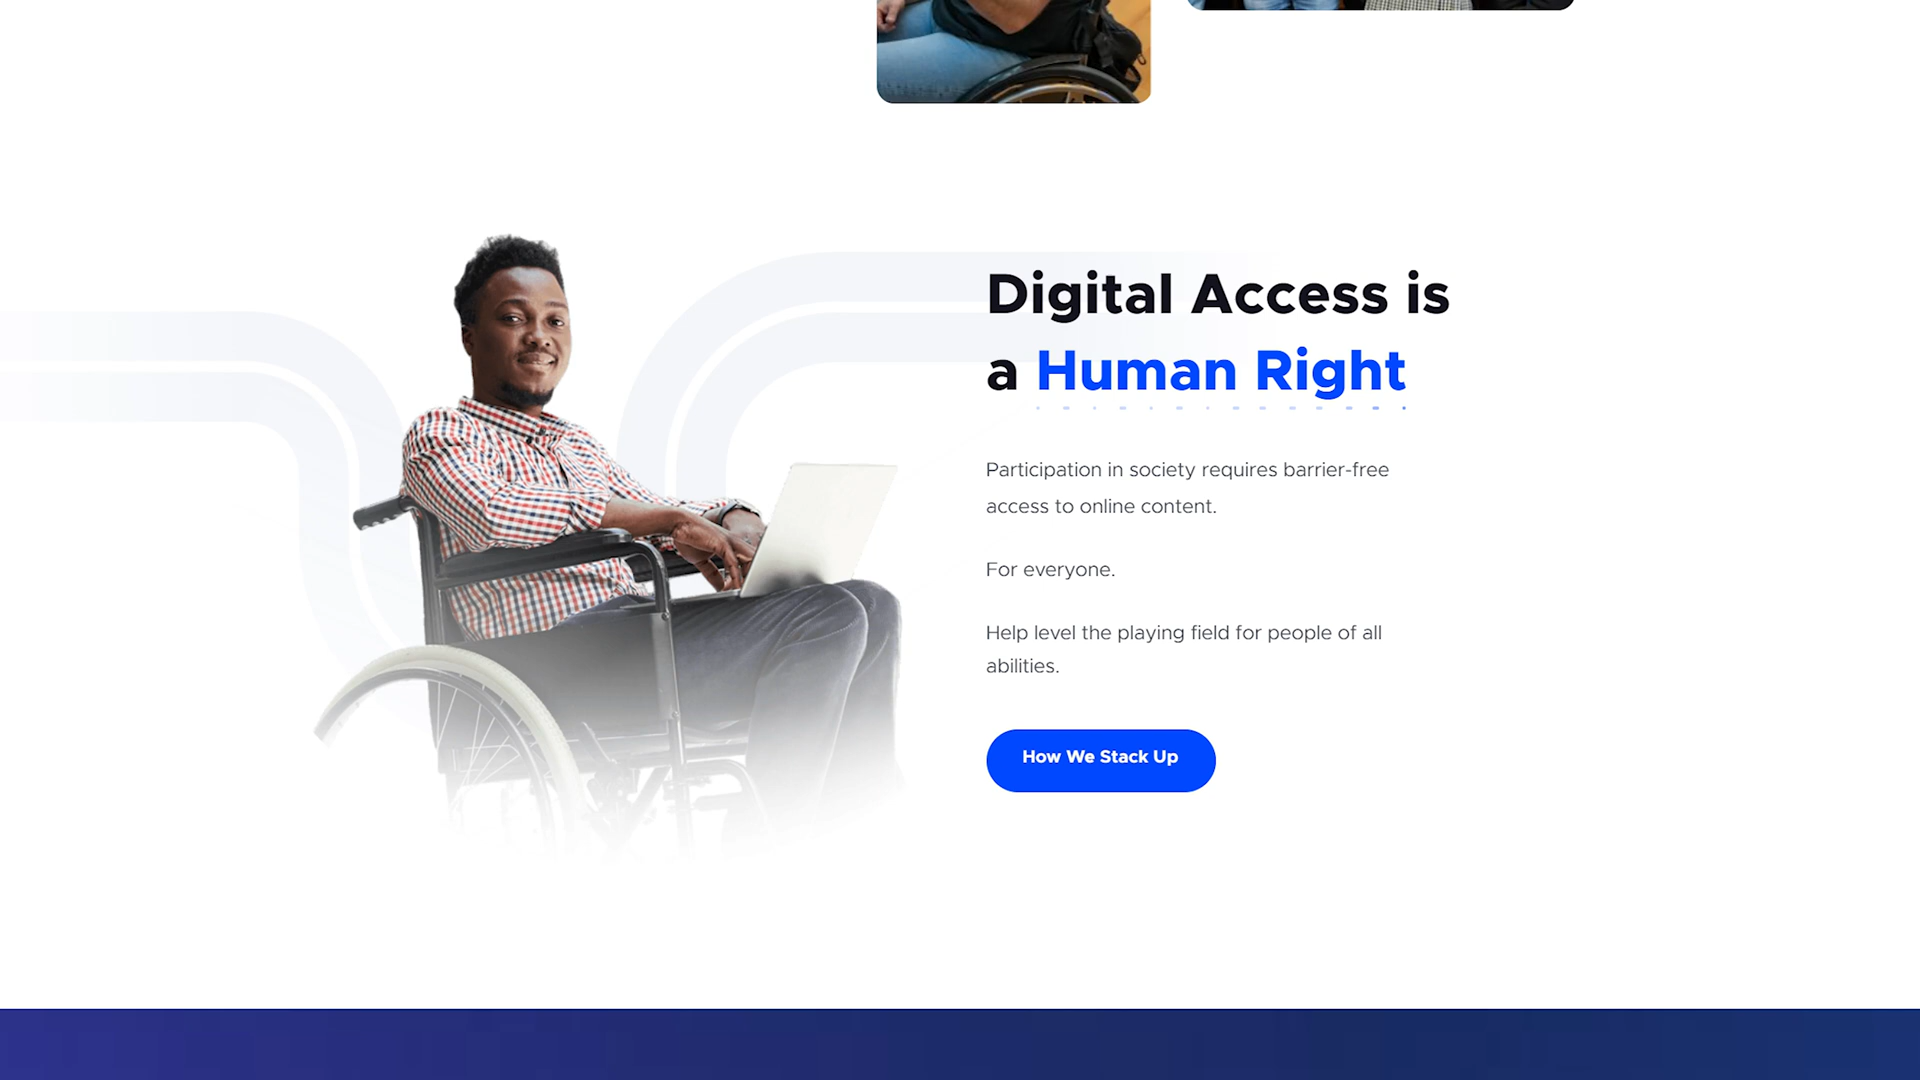 Digital Access is
a Human Right
Participation in society requires barrier-free
access to online content.
For everyone.
Help level the playing field for people of all
abilities.
How We Stack Up